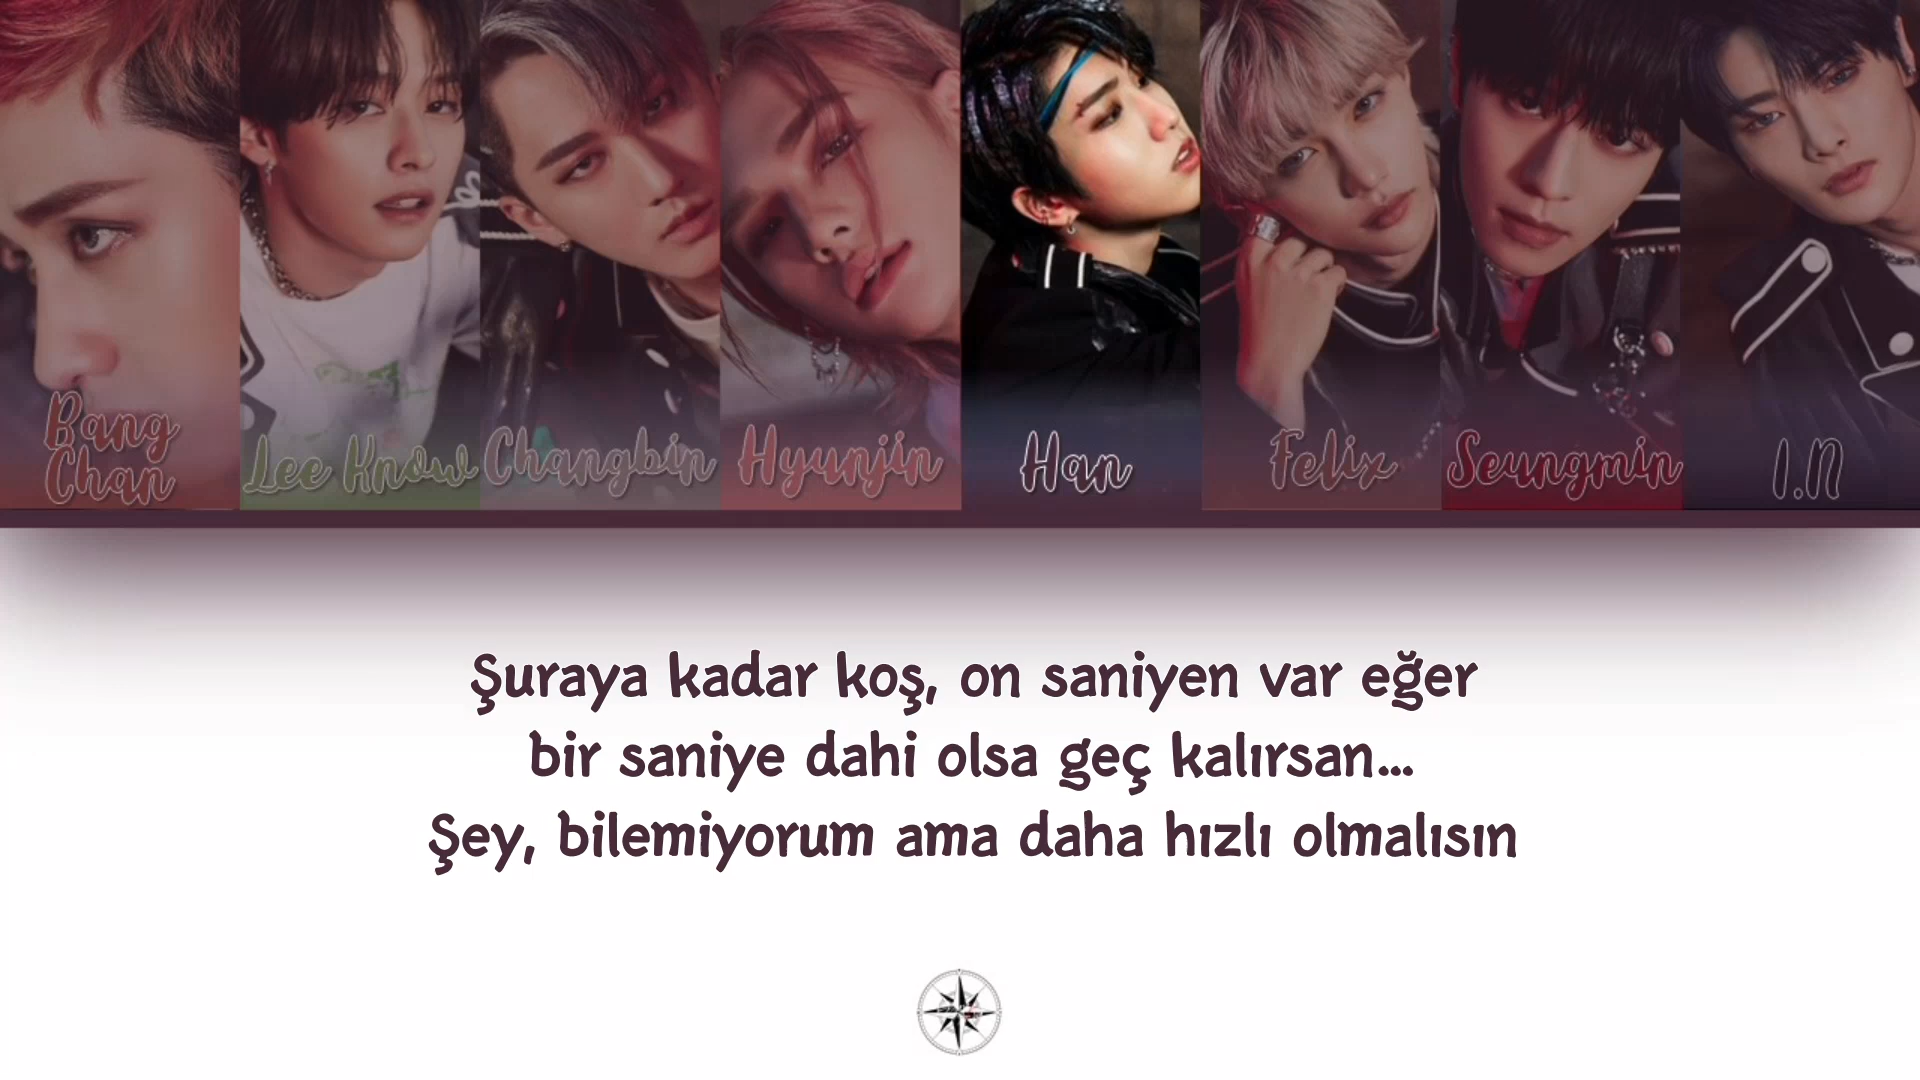 Bang
Chan
Lee Know
Changbin
Hyunjin
Han
Felix
Seungmin
I.N
Şuraya kadar koş, on saniyen var eğer
bir saniye dahi olsa geç kalırsan...
Şey, bilemiyorum ama daha hızlı olmalısın